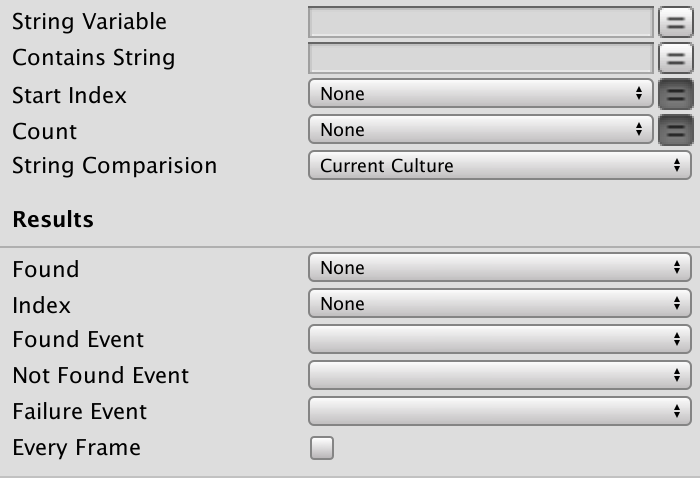 String Variable
Contains String
Start Index None
Count None
String Comparision Current Culture
Results
Found None
Index None
Found Event
Not Found Event
Failure Event
Every Frame